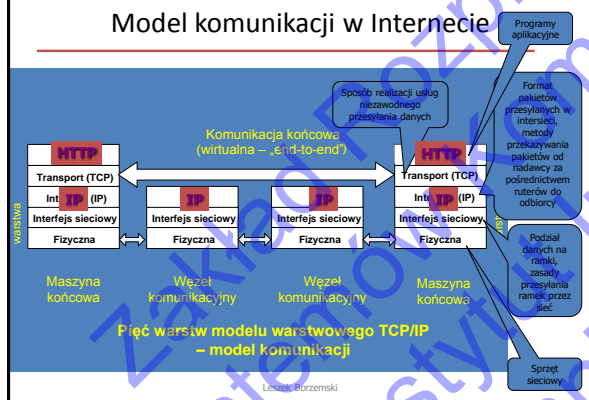 Model komunikacji w Internecie
Programy
aplikacyjne
Sposób realizacji usług
niezawodnego
przesyłania danych
Format
pakietów
przesyłanych w
intersieci,
metody
przekazywania
pakietów od
nadawcy za
pośrednictwem
ruterów do
odbiorcy
Komunikacja końcowa
(wirtualna – „end-to-end")
warstwa
HTTP
Transport (TCP)
IP (IP)
Interfejs sieciowy
Fizyczna
IP
Interfejs sieciowy
Fizyczna
IP
Interfejs sieciowy
Fizyczna
HTTP
Transport (TCP)
IP (IP)
Interfejs sieciowy
Fizyczna
Podział
danych na
ramki,
zasady
przesyłania
ramek przez
sieć
Maszyna
końcowa
Węzeł
komunikacyjny
Węzeł
komunikacyjny
Maszyna
końcowa
Pięć warstw modelu warstwowego TCP/IP
– model komunikacji
Sprzęt
sieciowy
Leszek Borzemski
Zakład